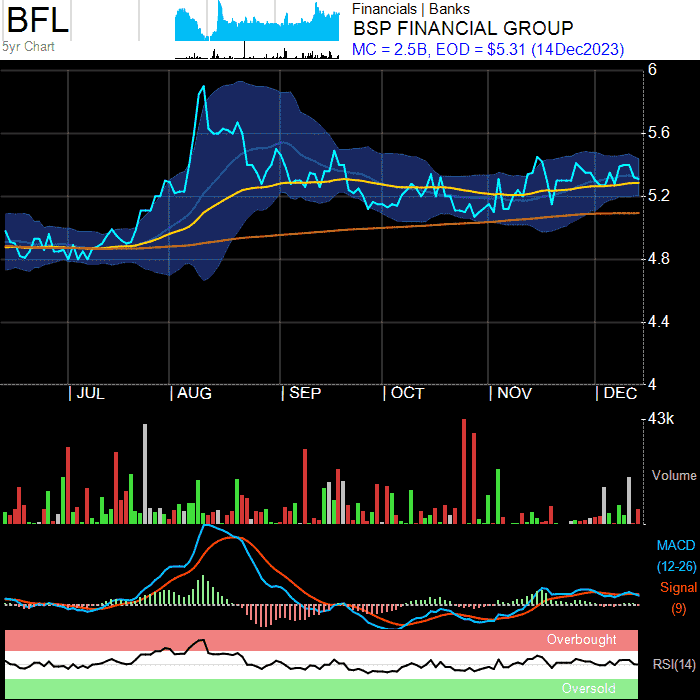 BFL
5yr Chart
Financials | Banks
BSP FINANCIAL GROUP
MC = 2.5B, EOD = $5.31 (14Dec2023)
6
5.6
5.2
4.8
4.4
4
JUL AUG SEP OCT NOV DEC
43k
Volume
MACD
(12-26)
Signal
(9)
Overbought
RSI(14)
Oversold